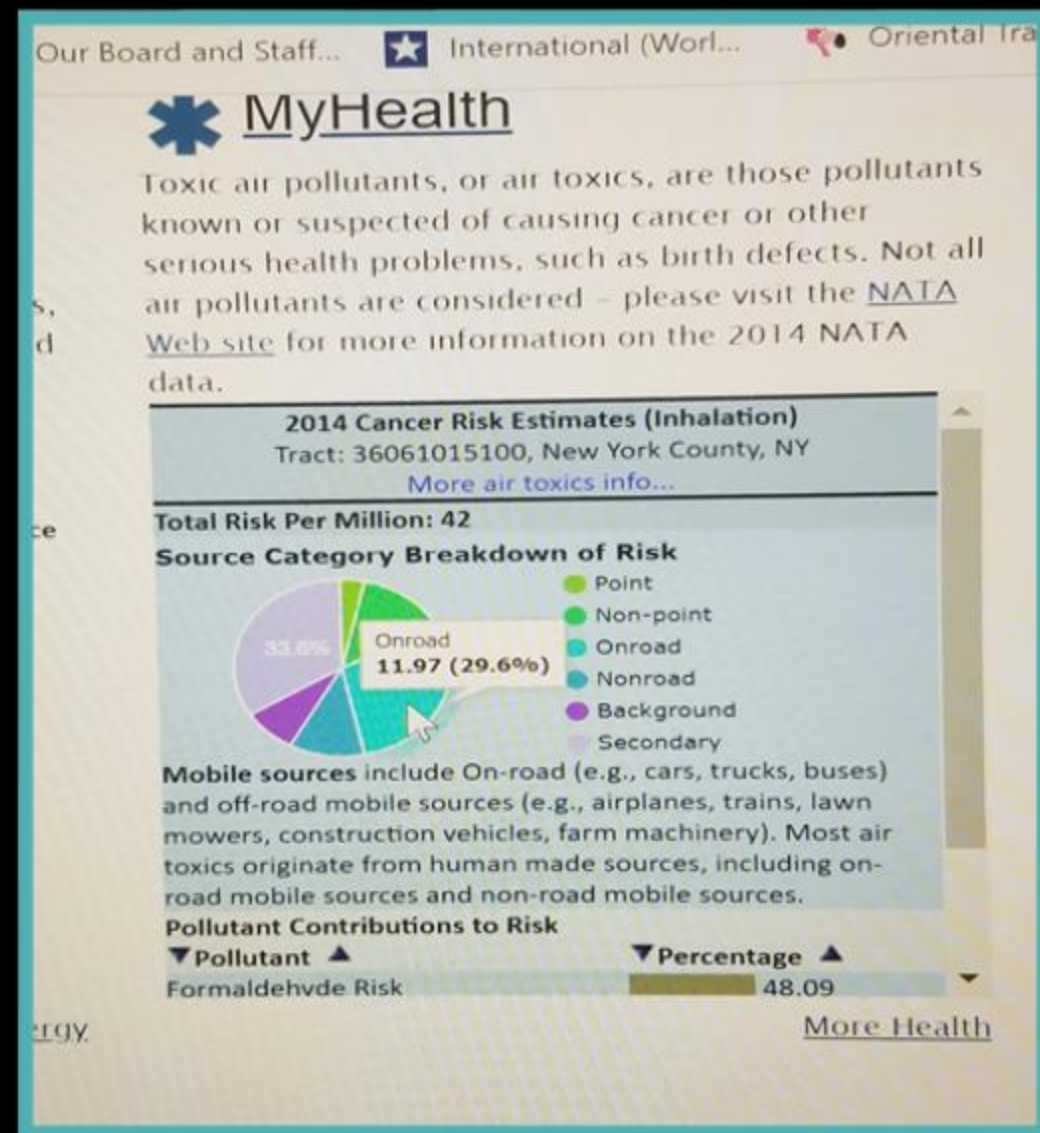 Our Board and Staff... International (Worl... Oriental Tra
MyHealth
Toxic air pollutants, or air toxics, are those pollutants
known or suspected of causing cancer or other
serious health problems, such as birth defects. Not all
s, air pollutants are considered – please visit the NATA
d Web site for more information on the 2014 NATA
data.
2014 Cancer Risk Estimates (Inhalation)
Tract: 36061015100, New York County, NY
More air toxics info...
ce Total Risk Per Million: 42
Source Category Breakdown of Risk
Point
Non-point
33.6% Onroad
11.97 (29.6%)
Onroad
Nonroad
Background
Secondary
Mobile sources include On-road (e.g., cars, trucks, buses)
and off-road mobile sources (e.g., airplanes, trains, lawn
mowers, construction vehicles, farm machinery). Most air
toxics originate from human made sources, including on-
road mobile sources and non-road mobile sources.
Pollutant Contributions to Risk
▼Pollutant ▲ ▼Percentage ▲
Formaldehyde Risk 48.09
ergy More Health